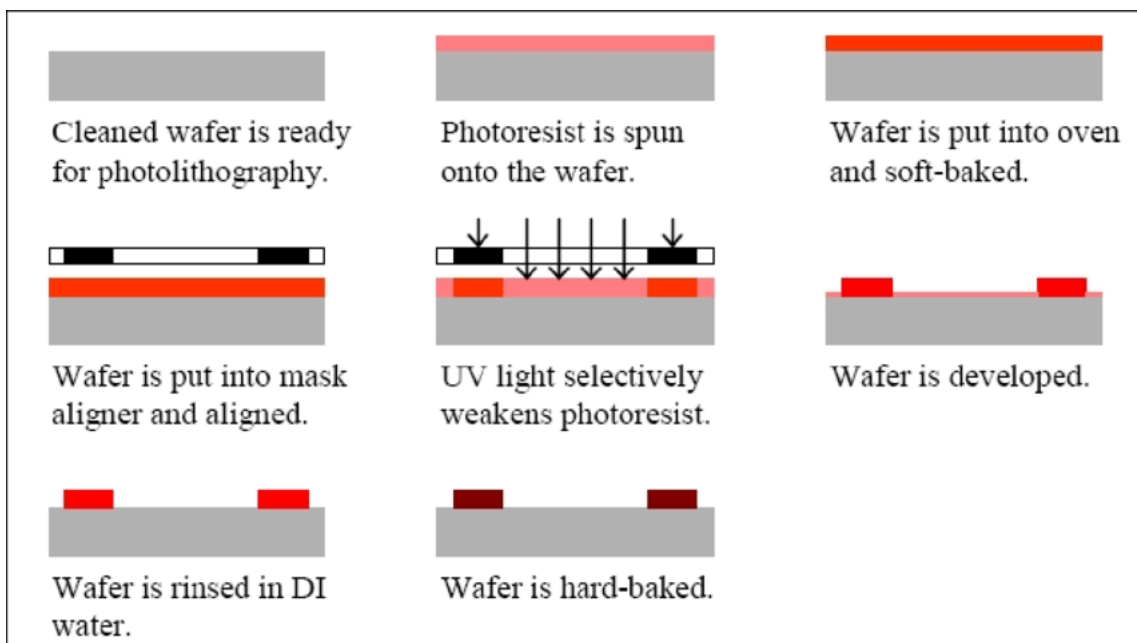 Cleaned wafer is ready
for photolithography.
Photoresist is spun
onto the wafer.
Wafer is put into oven
and soft-baked.
Wafer is put into mask
aligner and aligned.
UV light selectively
weakens photoresist.
Wafer is developed.
Wafer is rinsed in DI
water.
Wafer is hard-baked.